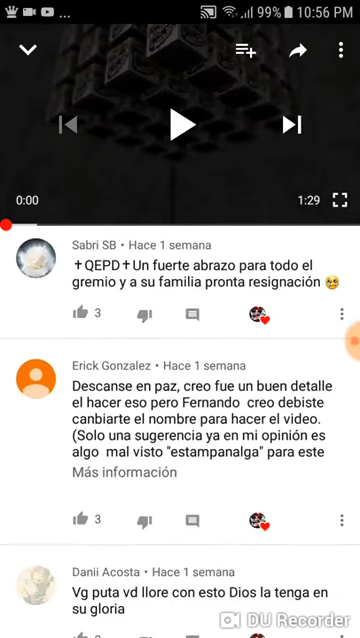 99% 10:56 PM
0:00
1:29
Sabri SB • Hace 1 semana
✝QEPD✝Un fuerte abrazo para todo el
gremio y a su familia pronta resignación 😢
3
Erick Gonzalez • Hace 1 semana
Descanse en paz, creo fue un buen detalle
el hacer eso pero Fernando creo debiste
canbiarte el nombre para hacer el video.
(Solo una sugerencia ya en mi opinión es
algo mal visto "estampanalga" para este
Más información
3
Danii Acosta • Hace 1 semana
Vg puta vd llore con esto Dios la tenga en
su gloria
DU Recorder